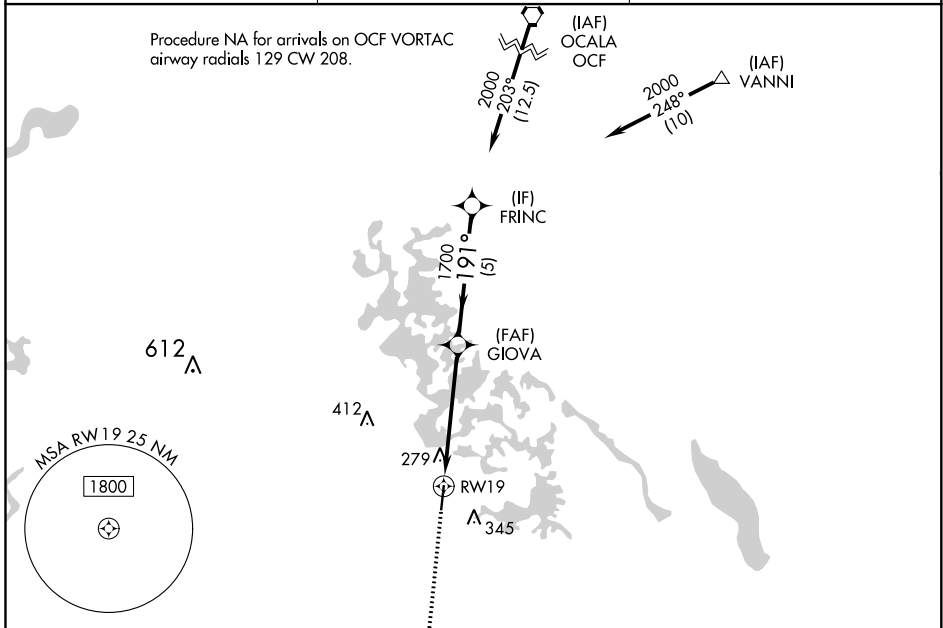 Procedure NA for arrivals on OCF VORTAC
airway radials 129 CW 208.
(IAF)
OCALA
OCF
2000
203°
(12.5)
(IAF)
VANNI
2000
248°
(10)
(IF)
FRINC
1700
191°
(5)
(FAF)
GIOVA
612
412
279
RW19
345
MSA RW19 25 NM
1800